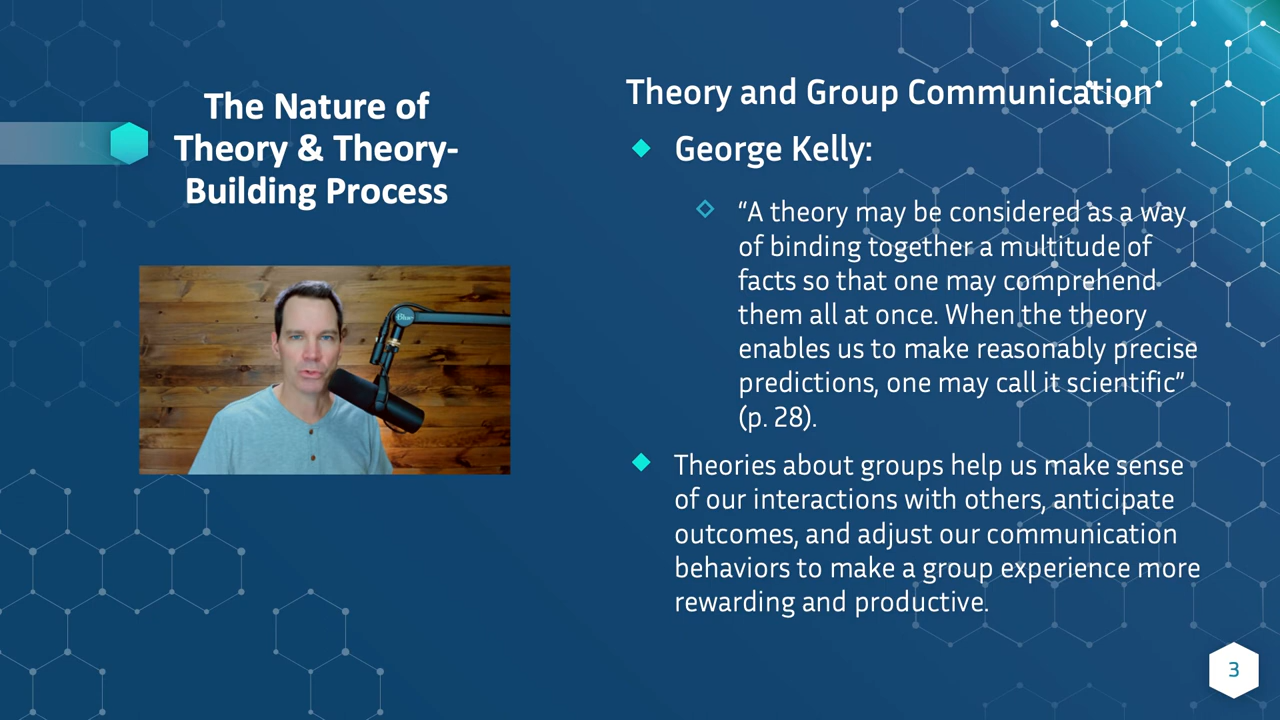 The Nature of
Theory & Theory-
Building Process
Theory and Group Communication
George Kelly:
“A theory may be considered as a way
of binding together a multitude of
facts so that one may comprehend
them all at once. When the theory
enables us to make reasonably precise
predictions, one may call it scientific”
(p. 28).
Theories about groups help us make sense
of our interactions with others, anticipate
outcomes, and adjust our communication
behaviors to make a group experience more
rewarding and productive.
Blue
3